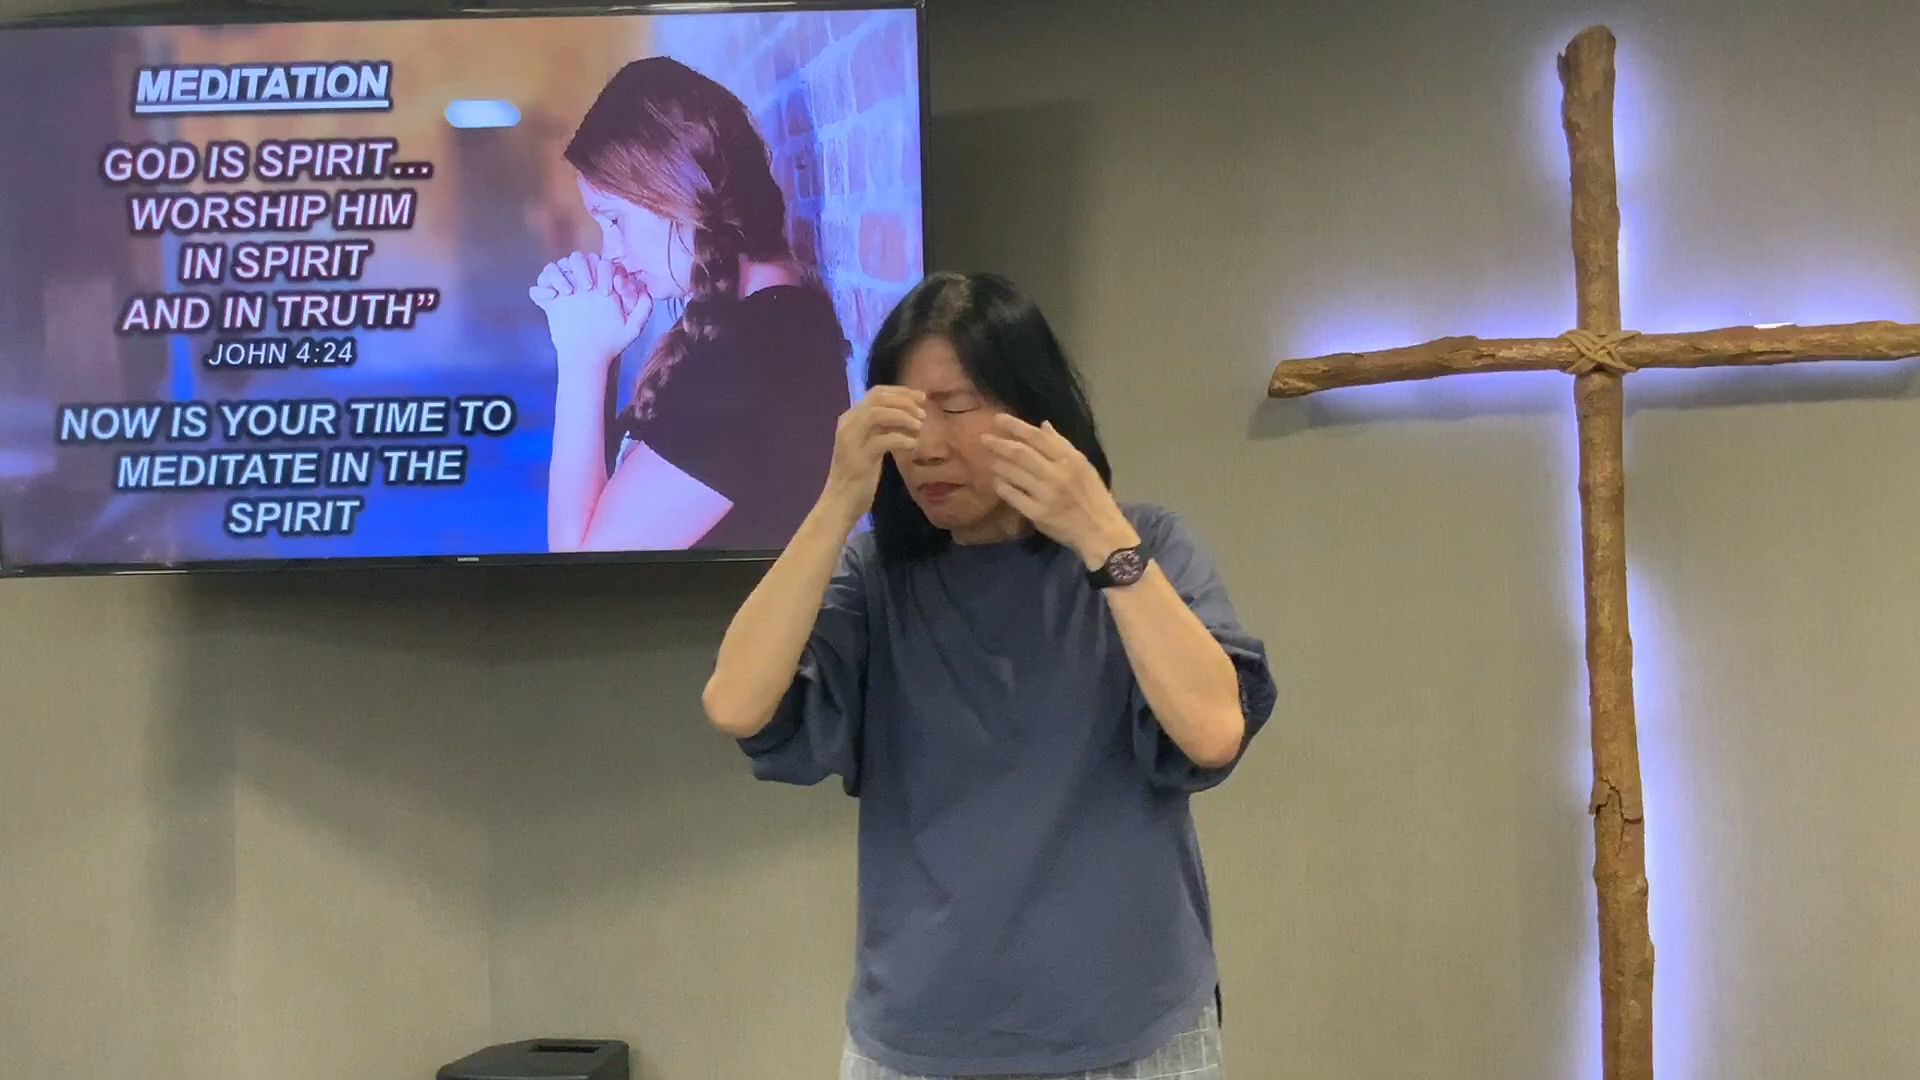 MEDITATION
GOD IS SPIRIT...
WORSHIP HIM
IN SPIRIT
AND IN TRUTH”
JOHN 4:24
NOW IS YOUR TIME TO
MEDITATE IN THE
SPIRIT
SAMSUNG